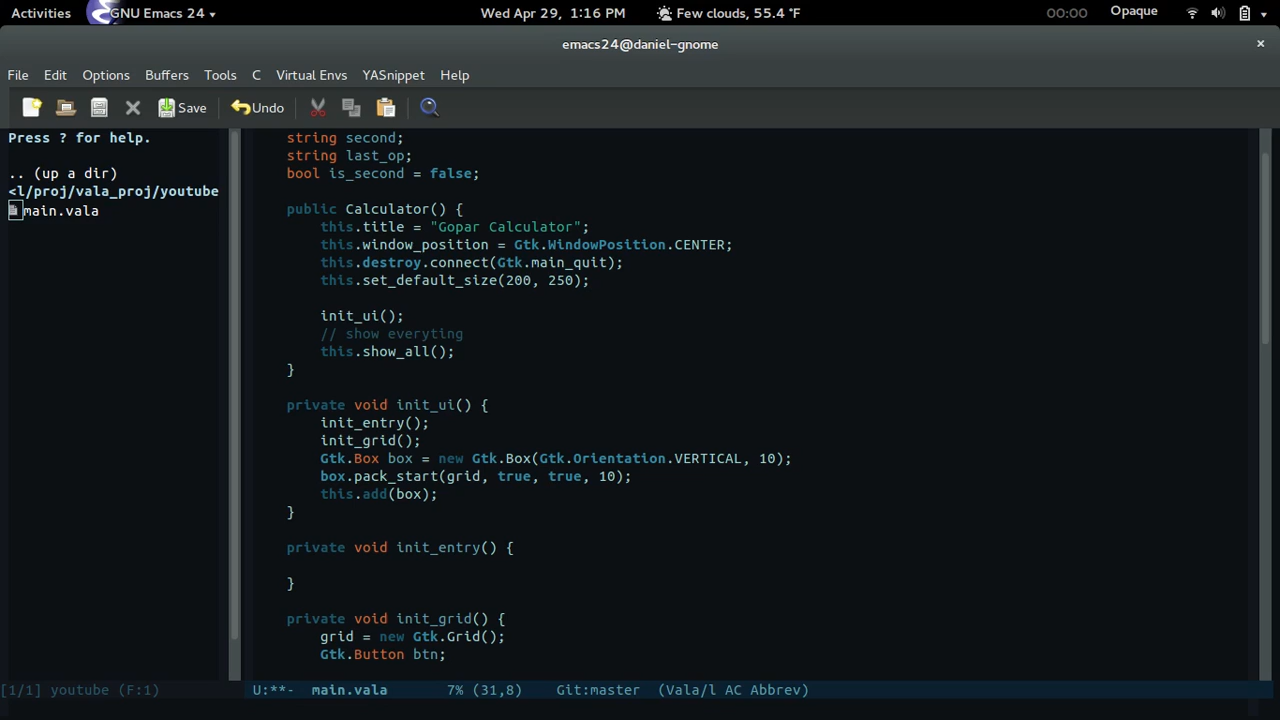 Activities GNU Emacs 24 Wed Apr 29, 1:16 PM Few clouds, 55.4 °F 00:00 Opaque
emacs24@daniel-gnome
File Edit Options Buffers Tools C Virtual Envs YASnippet Help
Save Undo
Press ? for help.
.. (up a dir)
<l/proj/vala_proj/youtube
main.vala
string second;
string last_op;
bool is_second = false;
public Calculator() {
this.title = "Gopar Calculator";
this.window_position = Gtk.WindowPosition.CENTER;
this.destroy.connect(Gtk.main_quit);
this.set_default_size(200, 250);
init_ui();
// show everyting
this.show_all();
}
private void init_ui() {
init_entry();
init_grid();
Gtk.Box box = new Gtk.Box(Gtk.Orientation.VERTICAL, 10);
box.pack_start(grid, true, true, 10);
this.add(box);
}
private void init_entry() {
}
private void init_grid() {
grid = new Gtk.Grid();
Gtk.Button btn;
[1/1] youtube (F:1)
U:**- main.vala 7% (31,8) Git:master (Vala/l AC Abbrev)